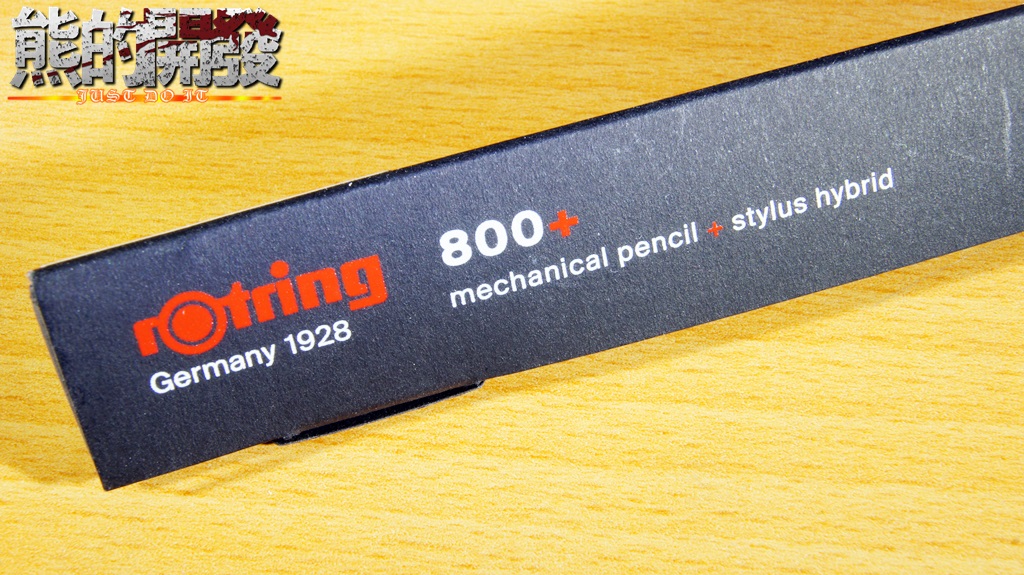 熊的開發
JUST DO IT
rotring
Germany 1928
800+
mechanical pencil + stylus hybrid